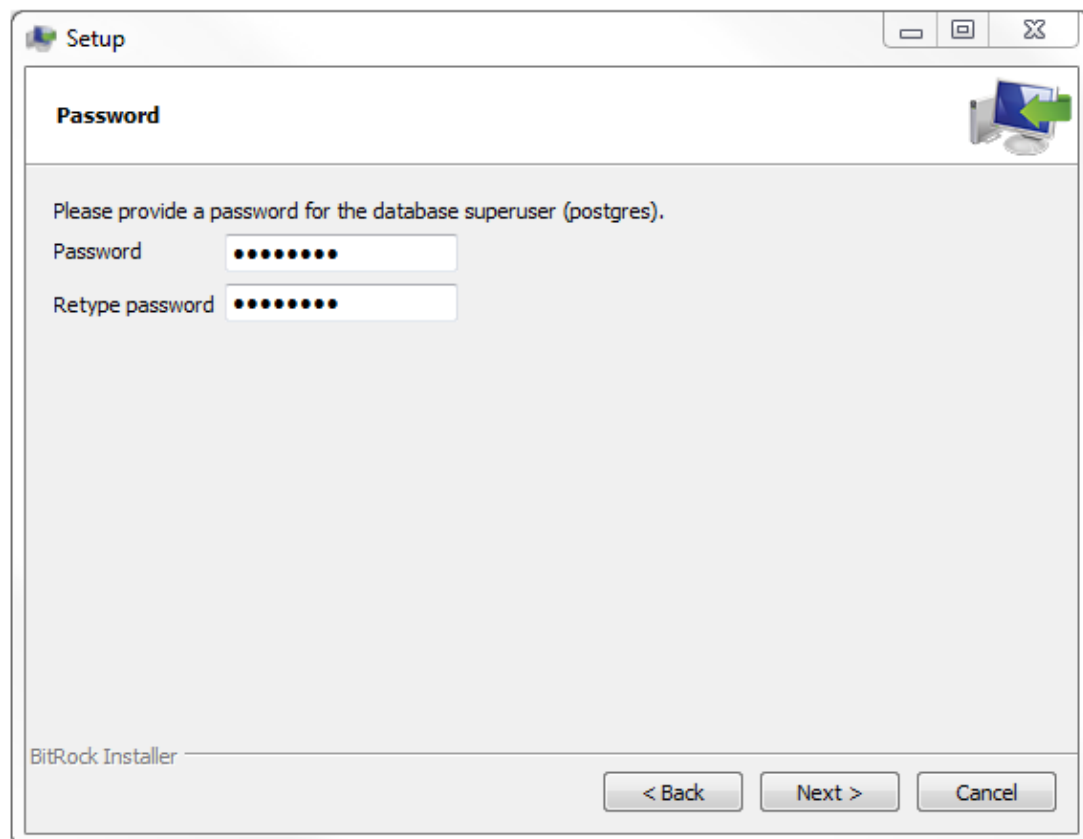 Setup
Password
Please provide a password for the database superuser (postgres).
Password ●●●●●●●●
Retype password ●●●●●●●●
BitRock Installer
< Back Next > Cancel